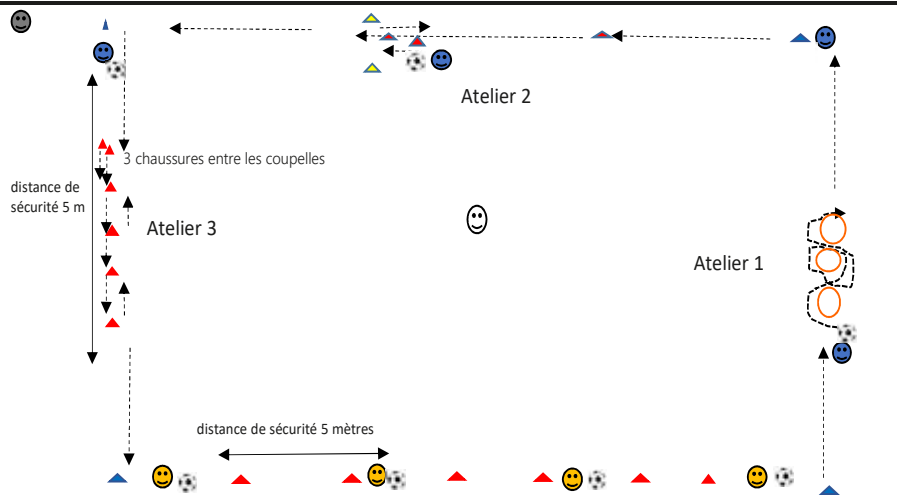 Atelier 2
3 chaussures entre les coupelles
distance de
sécurité 5 m
Atelier 3
Atelier 1
distance de sécurité 5 mètres